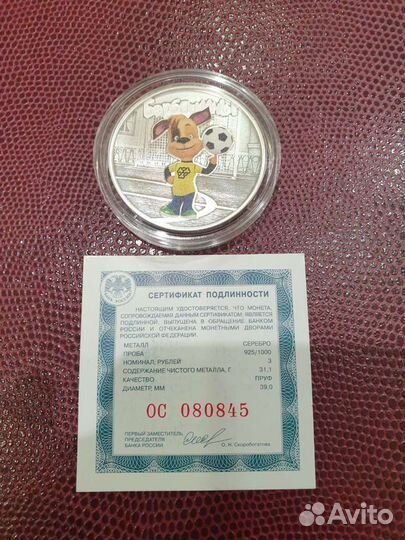 БАРБОСКИНЫ
СЕРТИФИКАТ ПОДЛИННОСТИ
НАСТОЯЩИМ УДОСТОВЕРЯЕТСЯ, ЧТО МОНЕТА,
СОПРОВОЖДАЕМАЯ ДАННЫМ СЕРТИФИКАТОМ, ЯВЛЯЕТСЯ
ПОДЛИННОЙ, ВЫПУЩЕНА В ОБРАЩЕНИЕ БАНКОМ
РОССИИ И ОТЧЕКАНЕНА МОНЕТНЫМИ ДВОРАМИ
РОССИЙСКОЙ ФЕДЕРАЦИИ.
МЕТАЛЛ СЕРЕБРО
ПРОБА 925/1000
НОМИНАЛ, РУБЛЕЙ 3
СОДЕРЖАНИЕ ЧИСТОГО МЕТАЛЛА, Г 31,1
КАЧЕСТВО ПРУФ
ДИАМЕТР, ММ 39,0
ОС 080845
ПЕРВЫЙ ЗАМЕСТИТЕЛЬ
ПРЕДСЕДАТЕЛЯ
БАНКА РОССИИ О. Н. Скоробогатова
Avito